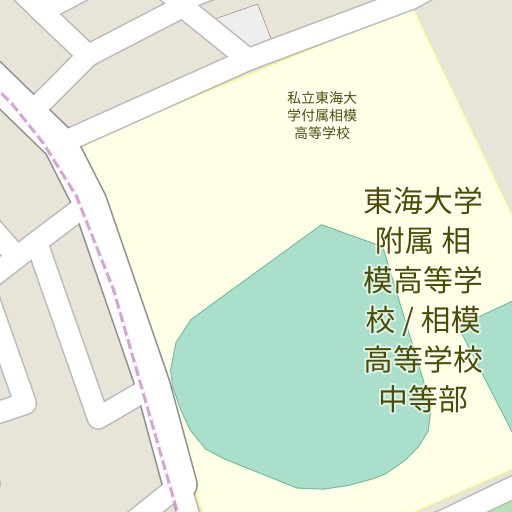 私立東海大
学付属相模
高等学校
東海大学
附属 相
模高等学
校 / 相模
高等学校
中等部